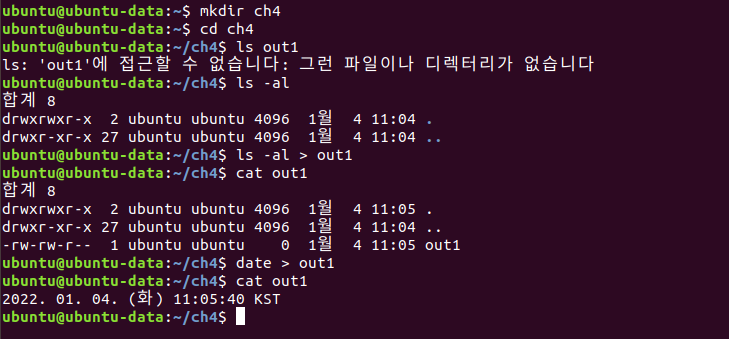 ubuntu@ubuntu-data:~$ mkdir ch4
ubuntu@ubuntu-data:~$ cd ch4
ubuntu@ubuntu-data:~/ch4$ ls out1
ls: 'out1'에 접근할 수 없습니다: 그런 파일이나 디렉터리가 없습니다
ubuntu@ubuntu-data:~/ch4$ ls -al
합계 8
drwxrwxr-x  2 ubuntu ubuntu 4096  1월  4 11:04 .
drwxr-xr-x 27 ubuntu ubuntu 4096  1월  4 11:04 ..
ubuntu@ubuntu-data:~/ch4$ ls -al > out1
ubuntu@ubuntu-data:~/ch4$ cat out1
합계 8
drwxrwxr-x  2 ubuntu ubuntu 4096  1월  4 11:05 .
drwxr-xr-x 27 ubuntu ubuntu 4096  1월  4 11:04 ..
-rw-rw-r--  1 ubuntu ubuntu    0  1월  4 11:05 out1
ubuntu@ubuntu-data:~/ch4$ date > out1
ubuntu@ubuntu-data:~/ch4$ cat out1
2022. 01. 04. (화) 11:05:40 KST
ubuntu@ubuntu-data:~/ch4$